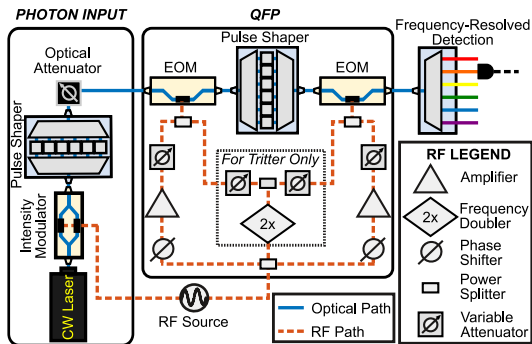 PHOTON INPUT
QFP
Frequency-Resolved
Detection
Optical
Attenuator
EOM
Pulse
Shaper
EOM
Pulse Shaper
For Tritter Only
2x
Intensity
Modulator
CW Laser
RF Source
Optical Path
RF Path
RF LEGEND
Amplifier
2x
Frequency
Doubler
Phase
Shifter
Power
Splitter
Variable
Attenuator